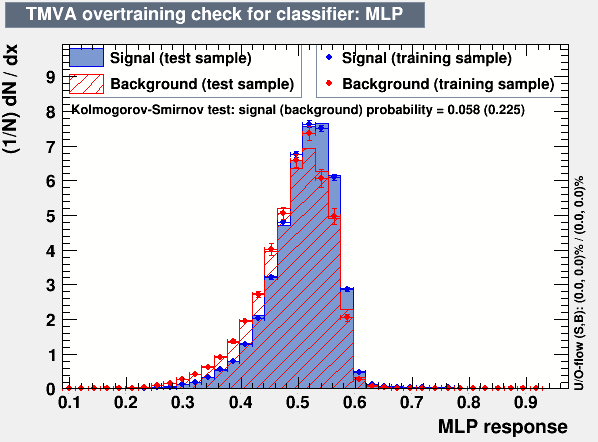 TMVA overtraining check for classifier: MLP
(1/N) dN / dx
Signal (test sample)
Background (test sample)
Signal (training sample)
Background (training sample)
Kolmogorov-Smirnov test: signal (background) probability = 0.058 (0.225)
9
8
7
6
5
4
3
2
1
0
0.1 0.2 0.3 0.4 0.5 0.6 0.7 0.8 0.9
MLP response
U/O-flow (S,B): (0.0, 0.0)% / (0.0, 0.0)%